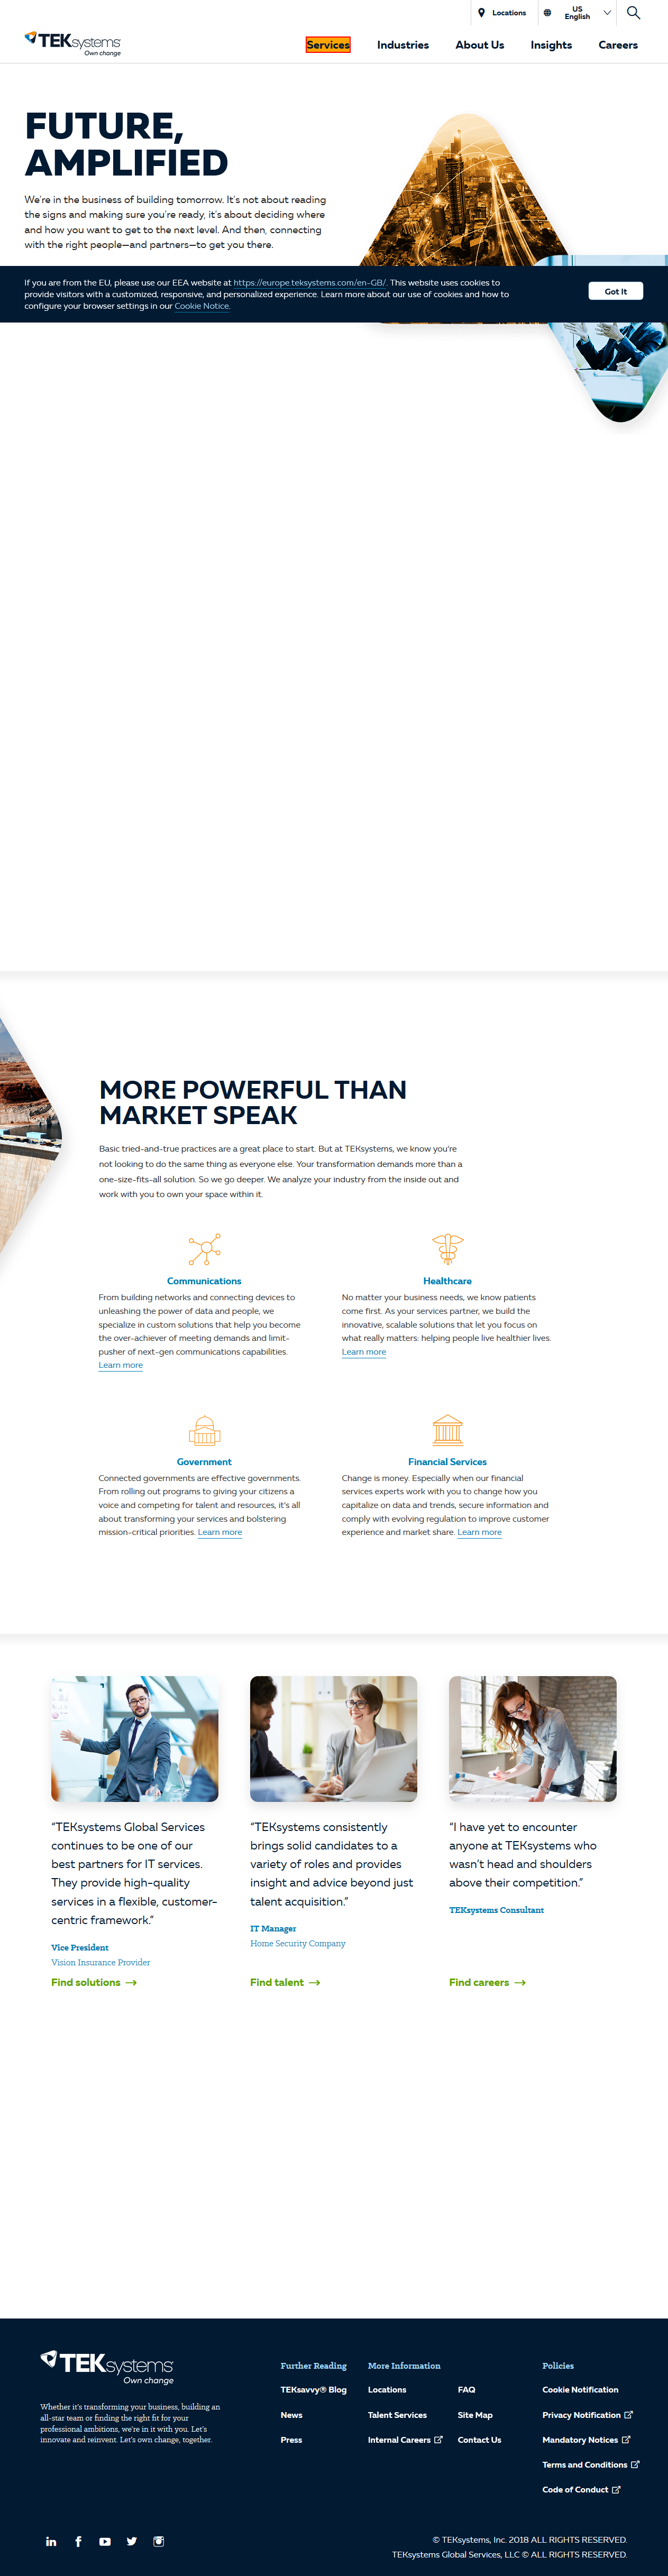 Locations
US
English
TEKsystems
Own change
Services
Industries
About Us
Insights
Careers
FUTURE,
AMPLIFIED
We're in the business of building tomorrow. It's not about reading
the signs and making sure you're ready, it's about deciding where
and how you want to get to the next level. And then, connecting
with the right people—and partners—to get you there.
If you are from the EU, please use our EEA website at https://europe.teksystems.com/en-GB/. This website uses cookies to
provide visitors with a customized, responsive, and personalized experience. Learn more about our use of cookies and how to
configure your browser settings in our Cookie Notice.
Got It
MORE POWERFUL THAN
MARKET SPEAK
Basic tried-and-true practices are a great place to start. But at TEKsystems, we know you're
not looking to do the same thing as everyone else. Your transformation demands more than a
one-size-fits-all solution. So we go deeper. We analyze your industry from the inside out and
work with you to own your space within it.
Communications
From building networks and connecting devices to
unleashing the power of data and people, we
specialize in custom solutions that help you become
the over-achiever of meeting demands and limit-
pusher of next-gen communications capabilities.
Learn more
Healthcare
No matter your business needs, we know patients
come first. As your services partner, we build the
innovative, scalable solutions that let you focus on
what really matters: helping people live healthier lives.
Learn more
Government
Connected governments are effective governments.
From rolling out programs to giving your citizens a
voice and competing for talent and resources, it's all
about transforming your services and bolstering
mission-critical priorities. Learn more
Financial Services
Change is money. Especially when our financial
services experts work with you to change how you
capitalize on data and trends, secure information and
comply with evolving regulation to improve customer
experience and market share. Learn more
“TEKsystems Global Services
continues to be one of our
best partners for IT services.
They provide high-quality
services in a flexible, customer-
centric framework.”
Vice President
Vision Insurance Provider
Find solutions
“TEKsystems consistently
brings solid candidates to a
variety of roles and provides
insight and advice beyond just
talent acquisition.”
IT Manager
Home Security Company
Find talent
“I have yet to encounter
anyone at TEKsystems who
wasn't head and shoulders
above their competition.”
TEKsystems Consultant
Find careers
TEKsystems
Own change
Whether it's transforming your business, building an
all-star team or finding the right fit for your
professional ambitions, we're in it with you. Let's
innovate and reinvent. Let's own change, together.
Further Reading
TEKsavvy® Blog
News
Press
More Information
Locations
Talent Services
Internal Careers
FAQ
Site Map
Contact Us
Policies
Cookie Notification
Privacy Notification
Mandatory Notices
Terms and Conditions
Code of Conduct
© TEKsystems, Inc. 2018 ALL RIGHTS RESERVED.
TEKsystems Global Services, LLC © ALL RIGHTS RESERVED.